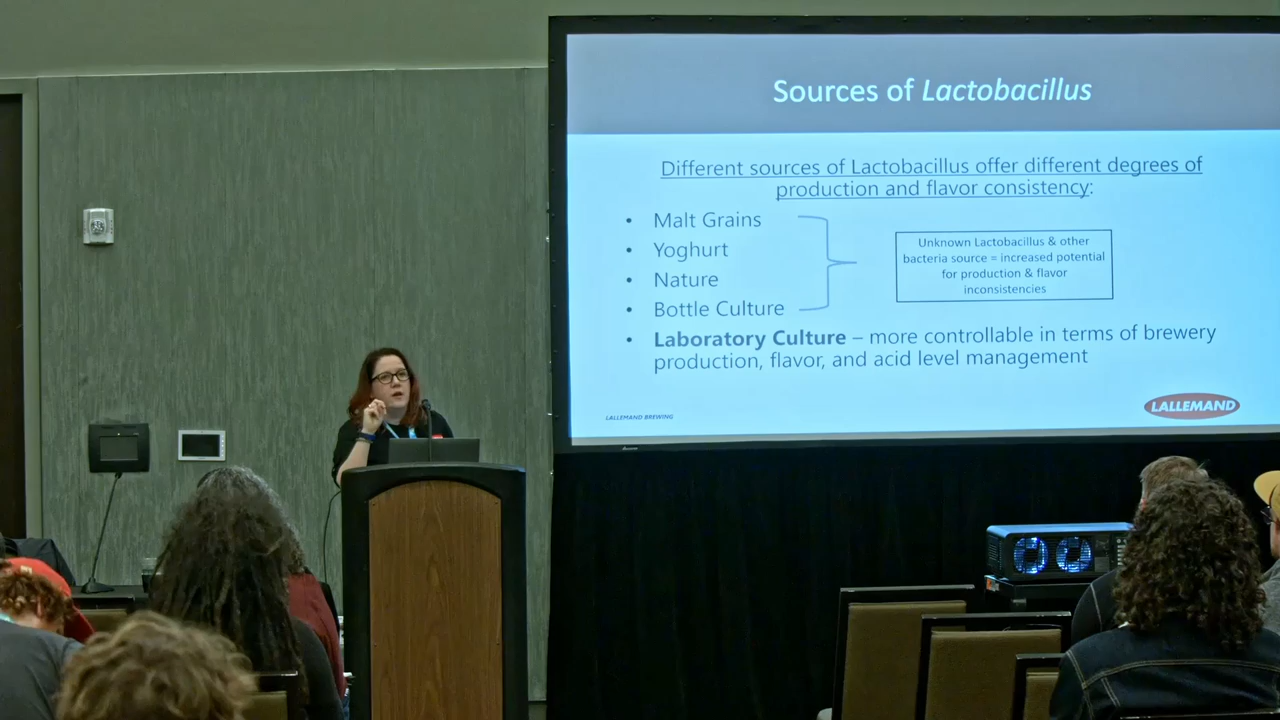 Sources of Lactobacillus
Different sources of Lactobacillus offer different degrees of
production and flavor consistency:
• Malt Grains
• Yoghurt
• Nature
• Bottle Culture
Unknown Lactobacillus & other
bacteria source = increased potential
for production & flavor
inconsistencies
• Laboratory Culture – more controllable in terms of brewery
production, flavor, and acid level management
LALLEMAND BREWING
LALLEMAND